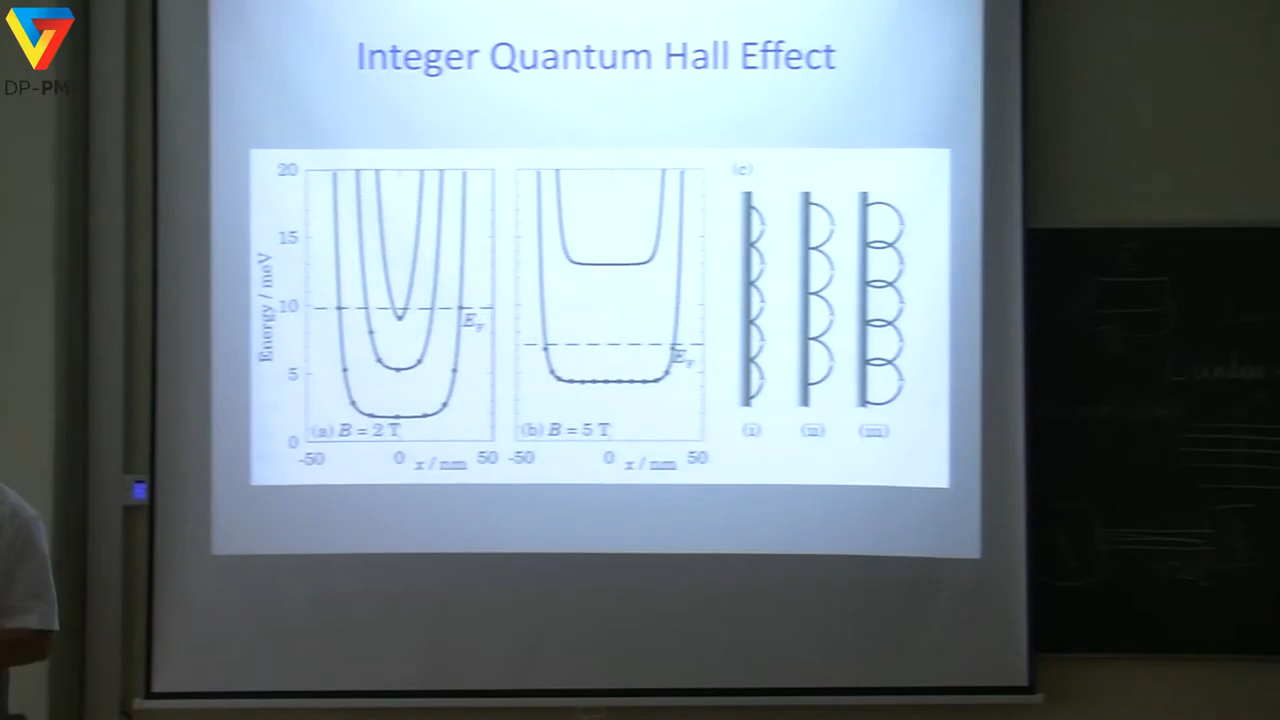 DP-PM
Integer Quantum Hall Effect
20
15
10
5
0
Energy / meV
E_F
(a) B = 2 T
-50
0
x / nm
50
E_F
(b) B = 5 T
-50
0
x / nm
50
(c)
(i)
(ii)
(iii)